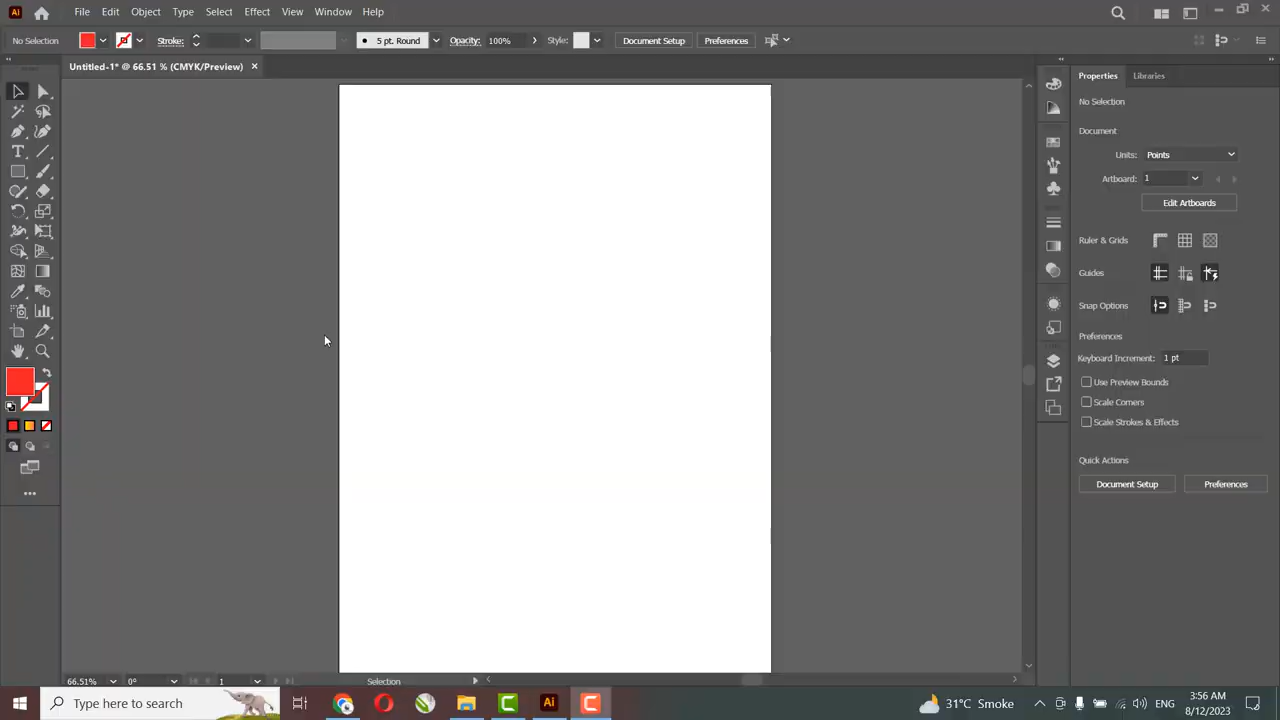 Ai File Edit Object Type Select Effect View Window Help
No Selection Stroke: 5 pt. Round Opacity: 100% Style: Document Setup Preferences
Untitled-1* @ 66.51 % (CMYK/Preview)
Properties Libraries
No Selection
Document
Units: Points
Artboard: 1
Edit Artboards
Ruler & Grids
Guides
Snap Options
Preferences
Keyboard Increment: 1 pt
Use Preview Bounds
Scale Corners
Scale Strokes & Effects
Quick Actions
Document Setup Preferences
66.51% 0° 1 Selection
Type here to search Ai 31°C Smoke ENG 3:56 AM
8/12/2023